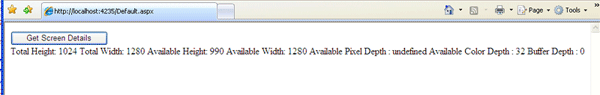 http://localhost:4235/Default.aspx
Page
Tools
Get Screen Details
Total Height: 1024 Total Width: 1280 Available Height: 990 Available Width: 1280 Available Pixel Depth : undefined Available Color Depth : 32 Buffer Depth : 0